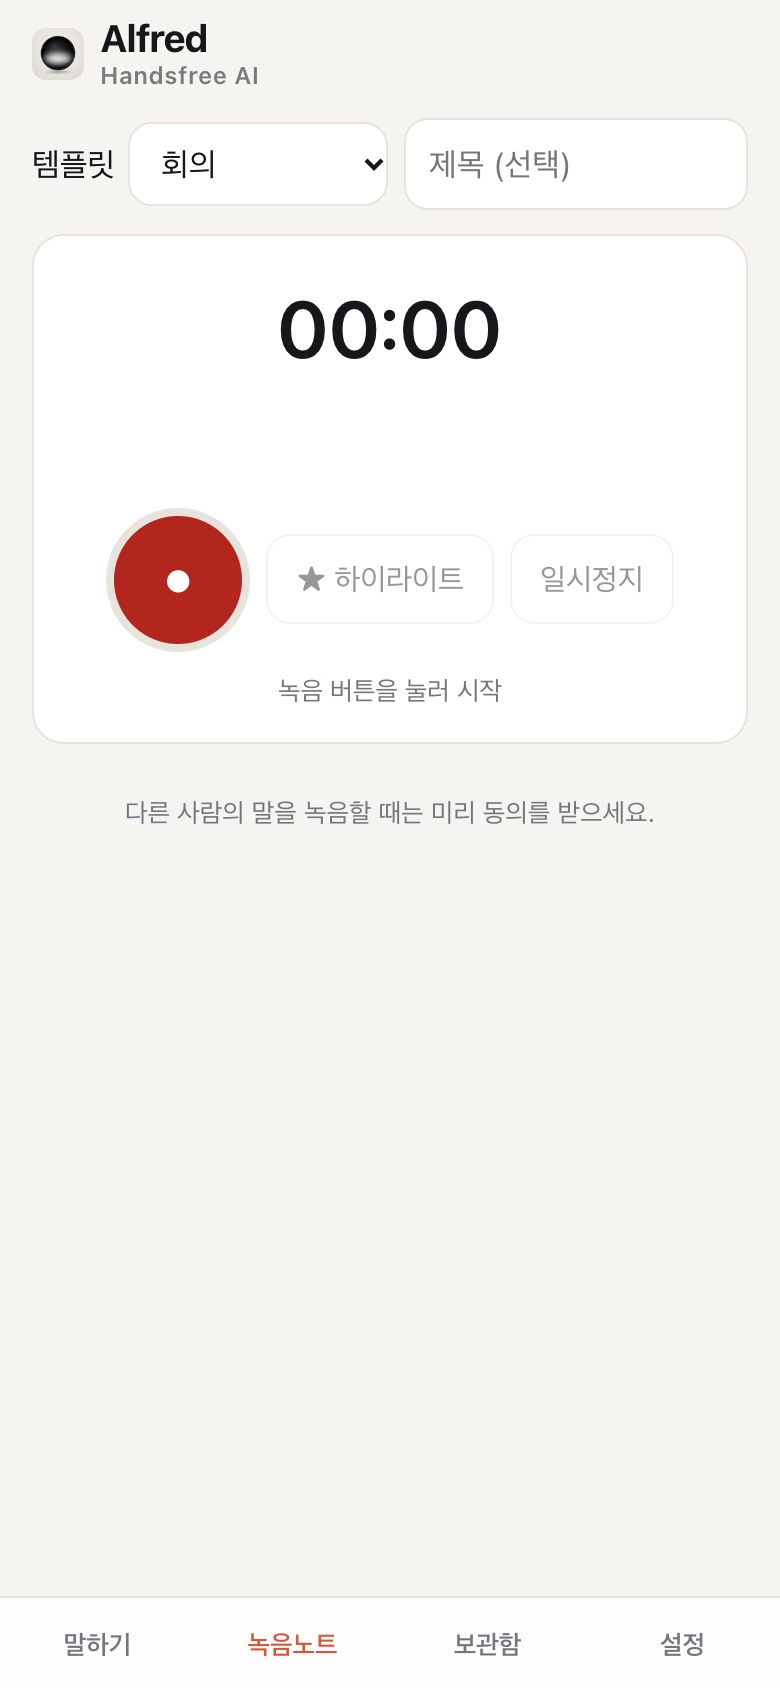 Alfred
Handsfree AI
템플릿 회의 제목 (선택)
00:00
★ 하이라이트 일시정지
녹음 버튼을 눌러 시작
다른 사람의 말을 녹음할 때는 미리 동의를 받으세요.
말하기 녹음노트 보관함 설정